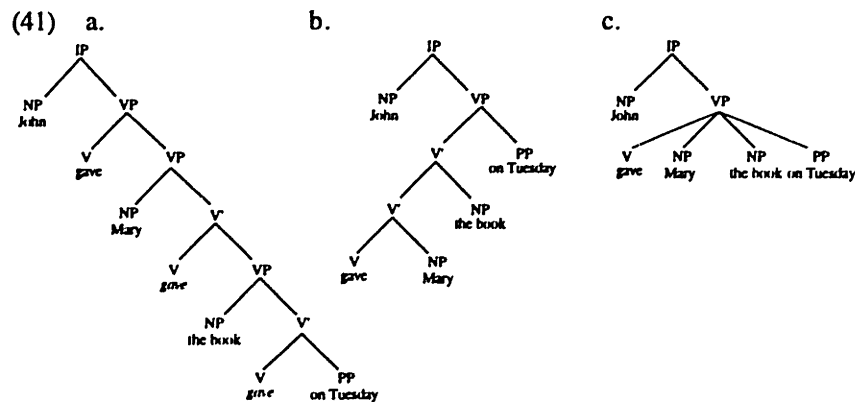 (41) a. b. c.
IP IP IP
NP VP NP VP NP VP
John John John
V VP V' PP V NP NP PP
gave on Tuesday gave Mary the book on Tuesday
NP V' V' NP
Mary the book
V VP V NP
gave gave Mary
NP V'
the book
V PP
gave on Tuesday